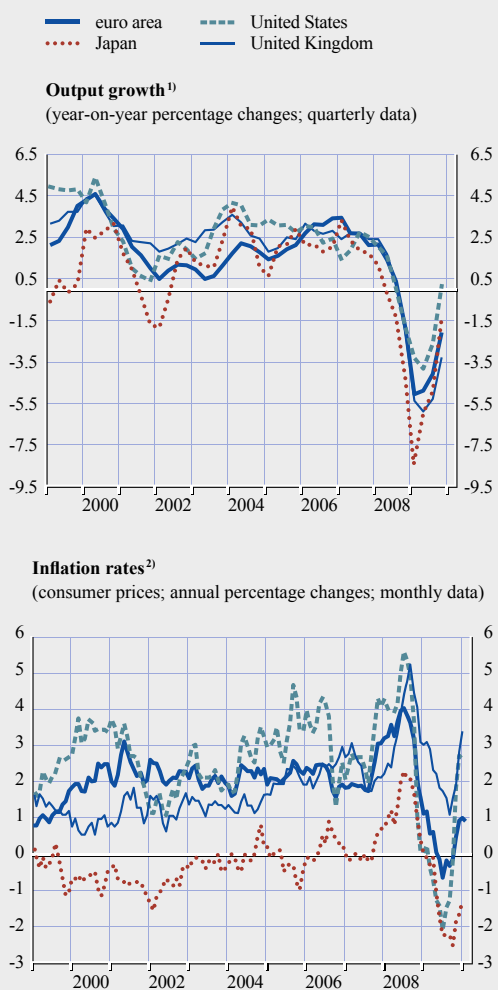 euro area
United States
Japan
United Kingdom
Output growth¹⁾
(year-on-year percentage changes; quarterly data)
6.5 6.5
4.5 4.5
2.5 2.5
0.5 0.5
-1.5 -1.5
-3.5 -3.5
-5.5 -5.5
-7.5 -7.5
-9.5 -9.5
2000 2002 2004 2006 2008
Inflation rates²⁾
(consumer prices; annual percentage changes; monthly data)
6 6
5 5
4 4
3 3
2 2
1 1
0 0
-1 -1
-2 -2
-3 -3
2000 2002 2004 2006 2008